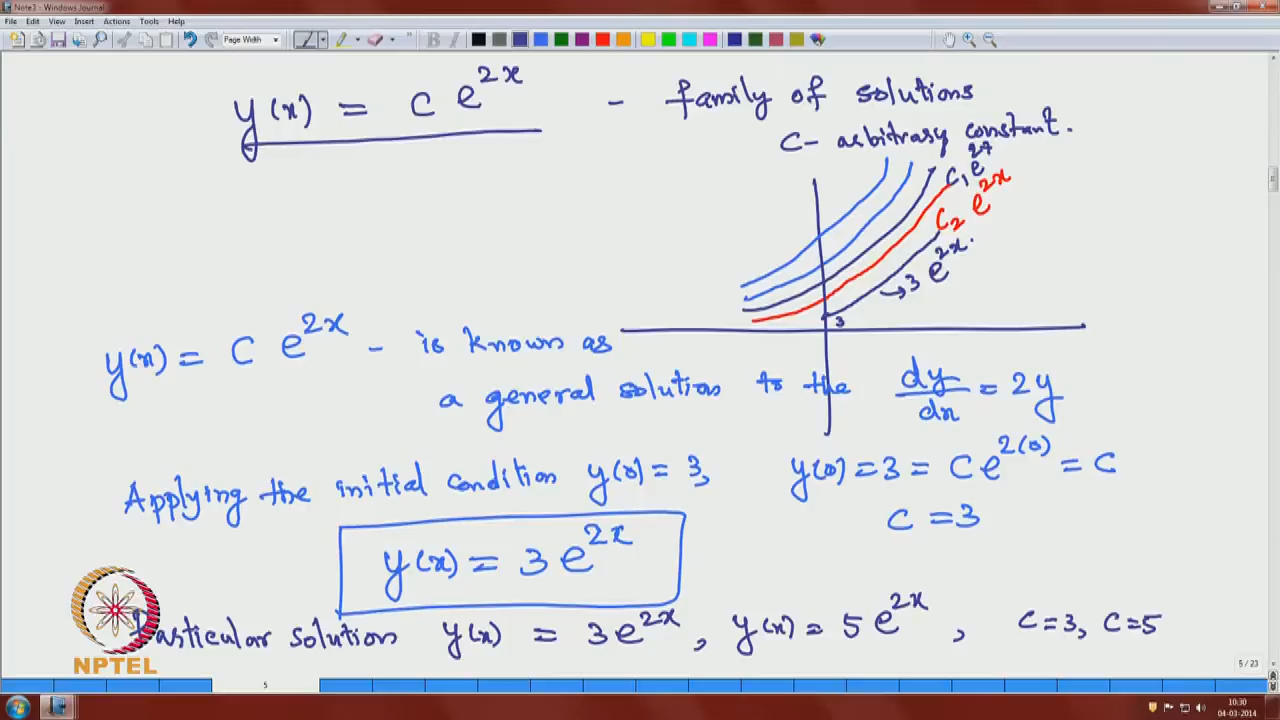 Note3 - Windows Journal
File Edit View Insert Actions Tools Help
Page Width
B I
y(x) = C e^2x - family of solutions
C - arbitrary constant.
C1 e^2x
C2 e^2x
→ 3 e^2x.
3
y(x) = C e^2x - is known as
a general solution to the dy/dx = 2y
Applying the initial condition y(0) = 3, y(0) = 3 = C e^2(0) = C
C = 3
y(x) = 3 e^2x
Particular solution y(x) = 3e^2x, y(x) = 5 e^2x, C=3, C=5
NPTEL
5 / 23
5
10:30
04-03-2014